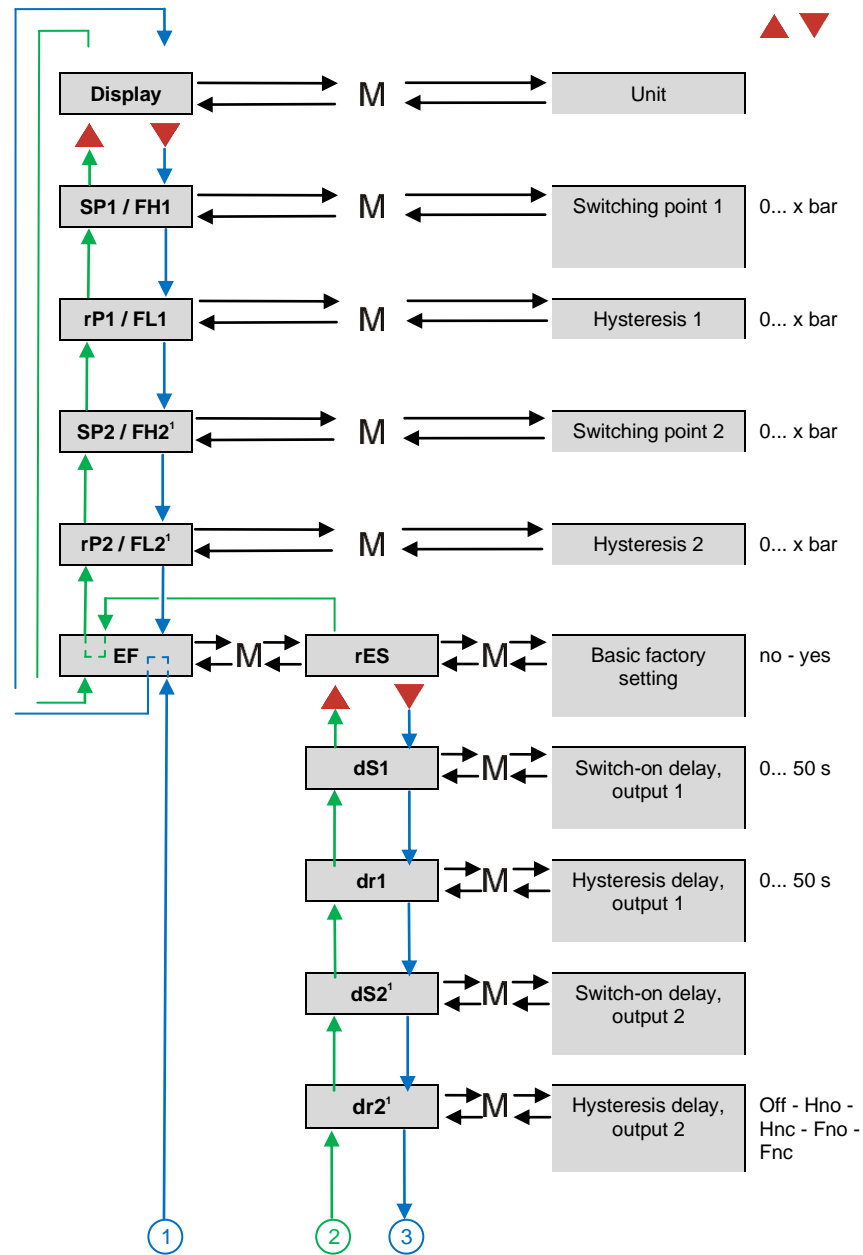 Display M Unit
SP1 / FH1 M Switching point 1 0... x bar
rP1 / FL1 M Hysteresis 1 0... x bar
SP2 / FH2¹ M Switching point 2 0... x bar
rP2 / FL2¹ M Hysteresis 2 0... x bar
EF M rES M Basic factory no - yes
setting
dS1 M Switch-on delay, 0... 50 s
output 1
dr1 M Hysteresis delay, 0... 50 s
output 1
dS2¹ M Switch-on delay,
output 2
dr2¹ M Hysteresis delay, Off - Hno -
output 2 Hnc - Fno -
Fnc
1 2 3